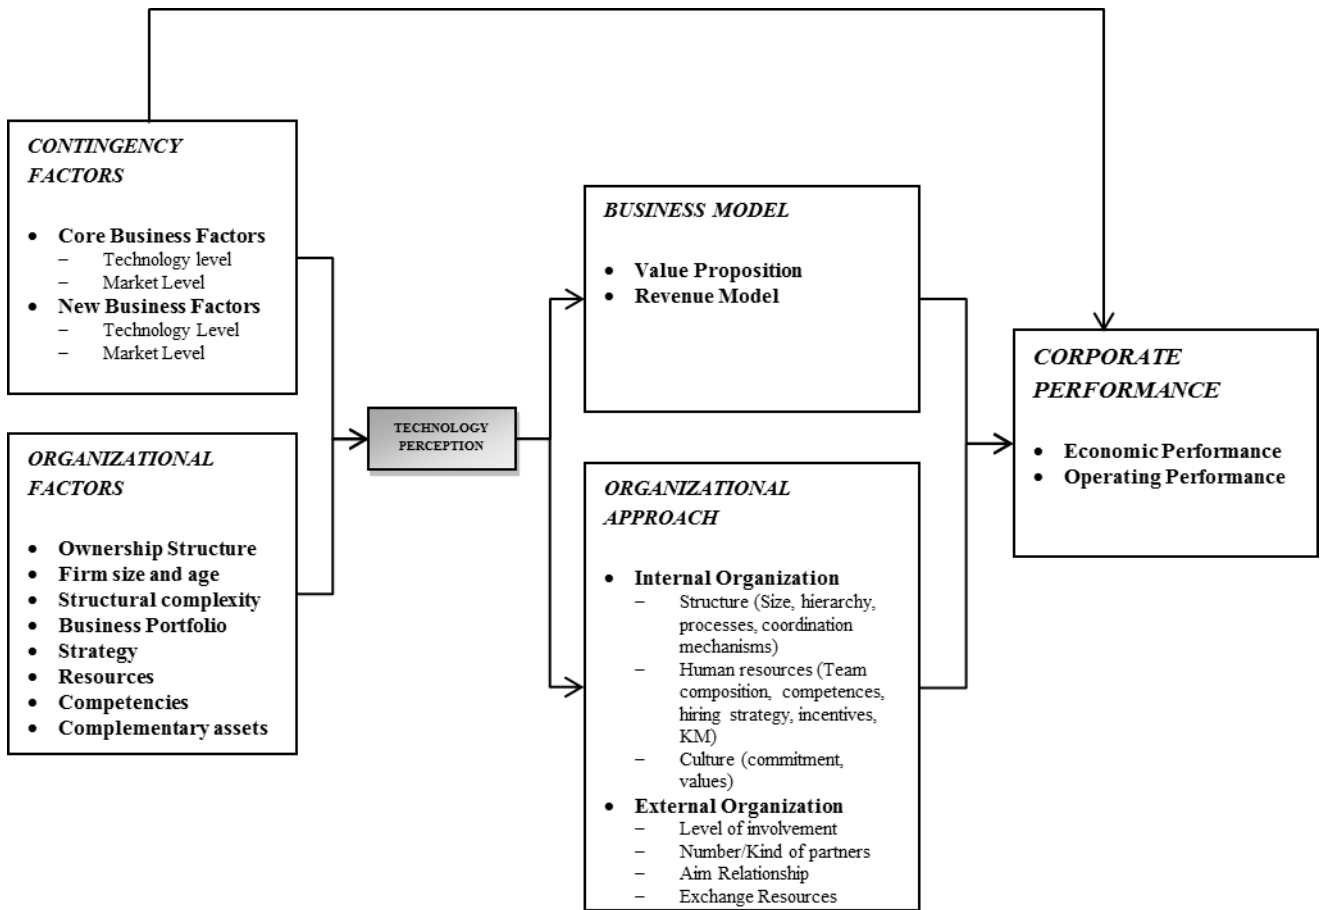 CONTINGENCY
FACTORS
• Core Business Factors
– Technology level
– Market Level
• New Business Factors
– Technology Level
– Market Level
ORGANIZATIONAL
FACTORS
• Ownership Structure
• Firm size and age
• Structural complexity
• Business Portfolio
• Strategy
• Resources
• Competencies
• Complementary assets
TECHNOLOGY
PERCEPTION
BUSINESS MODEL
• Value Proposition
• Revenue Model
ORGANIZATIONAL
APPROACH
• Internal Organization
– Structure (Size, hierarchy,
processes, coordination
mechanisms)
– Human resources (Team
composition, competences,
hiring strategy, incentives,
KM)
– Culture (commitment,
values)
• External Organization
– Level of involvement
– Number/Kind of partners
– Aim Relationship
– Exchange Resources
CORPORATE
PERFORMANCE
• Economic Performance
• Operating Performance